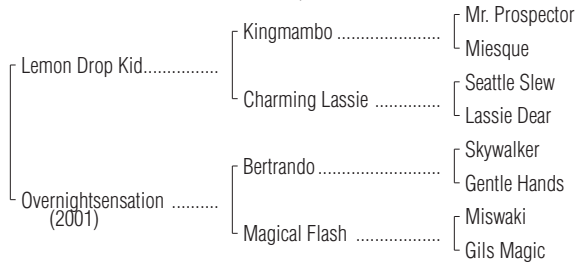 Mr. Prospector
Kingmambo ......................
Miesque
Lemon Drop Kid................
Seattle Slew
Charming Lassie ..............
Lassie Dear
Skywalker
Bertrando.........................
Gentle Hands
Overnightsensation ..........
(2001)
Miswaki
Magical Flash ..................
Gils Magic